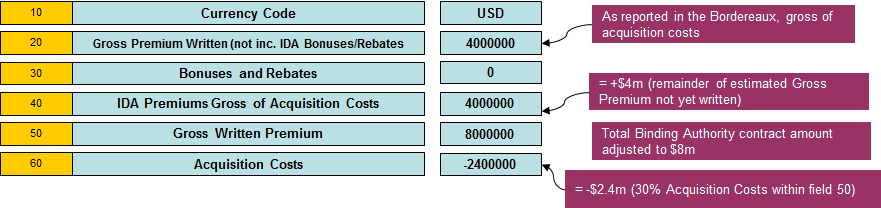 10 Currency Code USD
As reported in the Bordereaux, gross of
acquisition costs
20 Gross Premium Written (not inc. IDA Bonuses/Rebates 4000000
30 Bonuses and Rebates 0
= +$4m (remainder of estimated Gross
Premium not yet written)
40 IDA Premiums Gross of Acquisition Costs 4000000
50 Gross Written Premium 8000000
Total Binding Authority contract amount
adjusted to $8m
60 Acquisition Costs -2400000
= -$2.4m (30% Acquisition Costs within field 50)